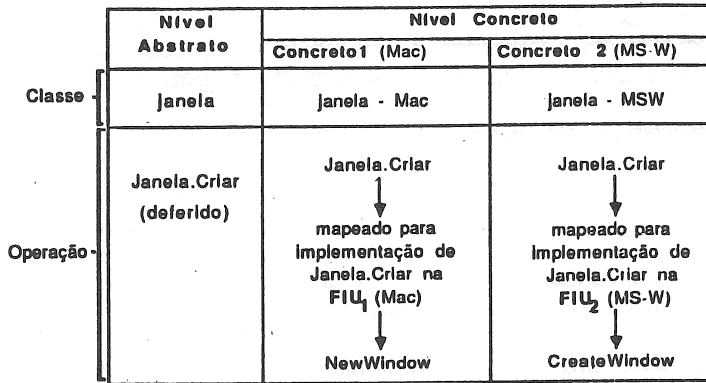 Nível Abstrato
Nível Concreto
Concreto1 (Mac)
Concreto 2 (MS-W)
Classe
janela
janela - Mac
janela - MSW
Operação
Janela.Criar
(deferido)
Janela.Criar
mapeado para
implementação de
Janela.Criar na
FIU1 (Mac)
NewWindow
Janela.Criar
mapeado para
implementação de
Janela.Criar na
FIU2 (MS-W)
CreateWindow